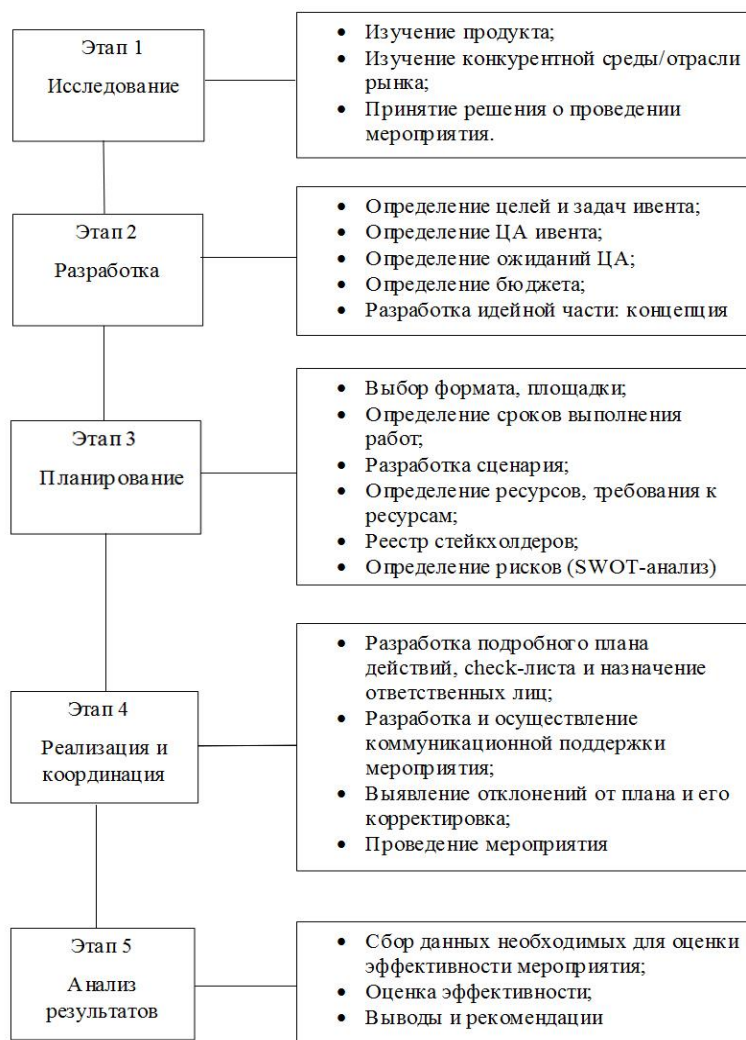 Этап 1
Исследование
• Изучение продукта;
• Изучение конкурентной среды/отрасли
рынка;
• Принятие решения о проведении
мероприятия.
Этап 2
Разработка
• Определение целей и задач ивента;
• Определение ЦА ивента;
• Определение ожиданий ЦА;
• Определение бюджета;
• Разработка идейной части: концепция
Этап 3
Планирование
• Выбор формата, площадки;
• Определение сроков выполнения
работ;
• Разработка сценария;
• Определение ресурсов, требования к
ресурсам;
• Реестр стейкхолдеров;
• Определение рисков (SWOT-анализ)
Этап 4
Реализация и
координация
• Разработка подробного плана
действий, check-листа и назначение
ответственных лиц;
• Разработка и осуществление
коммуникационной поддержки
мероприятия;
• Выявление отклонений от плана и его
корректировка;
• Проведение мероприятия
Этап 5
Анализ
результатов
• Сбор данных необходимых для оценки
эффективности мероприятия;
• Оценка эффективности;
• Выводы и рекомендации